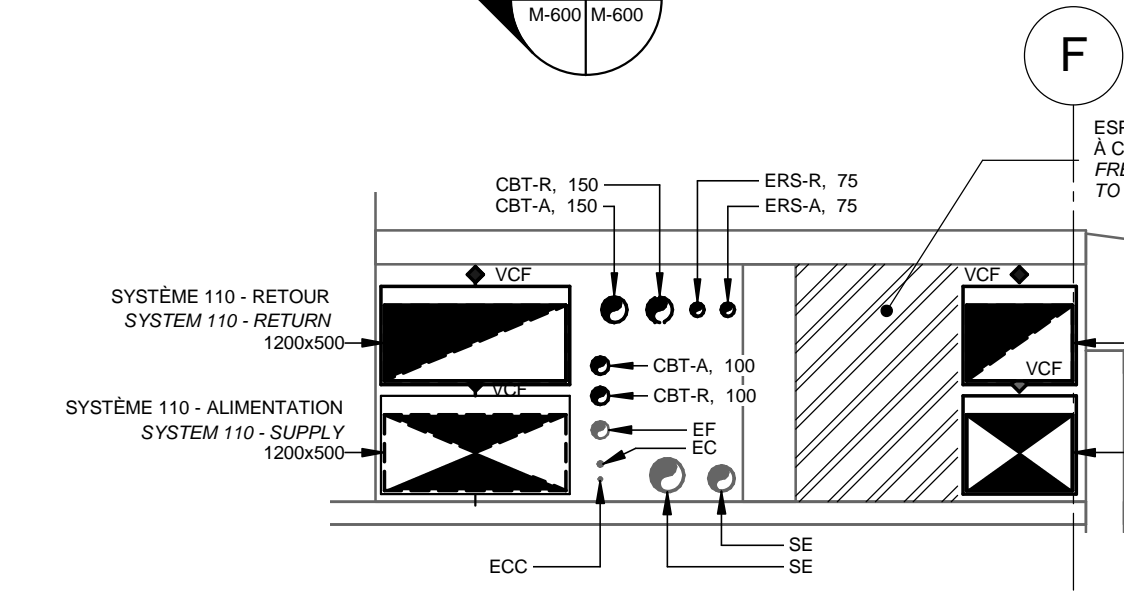 M-600 M-600
F
À C
TO
CBT-R, 150
CBT-A, 150
ERS-R, 75
ERS-A, 75
VCF
VCF
SYSTÈME 110 - RETOUR
SYSTEM 110 - RETURN
1200x500
CBT-A, 100
CBT-R, 100
VCF
VCF
SYSTÈME 110 - ALIMENTATION
SYSTEM 110 - SUPPLY
1200x500
EF
EC
ECC
SE
SE